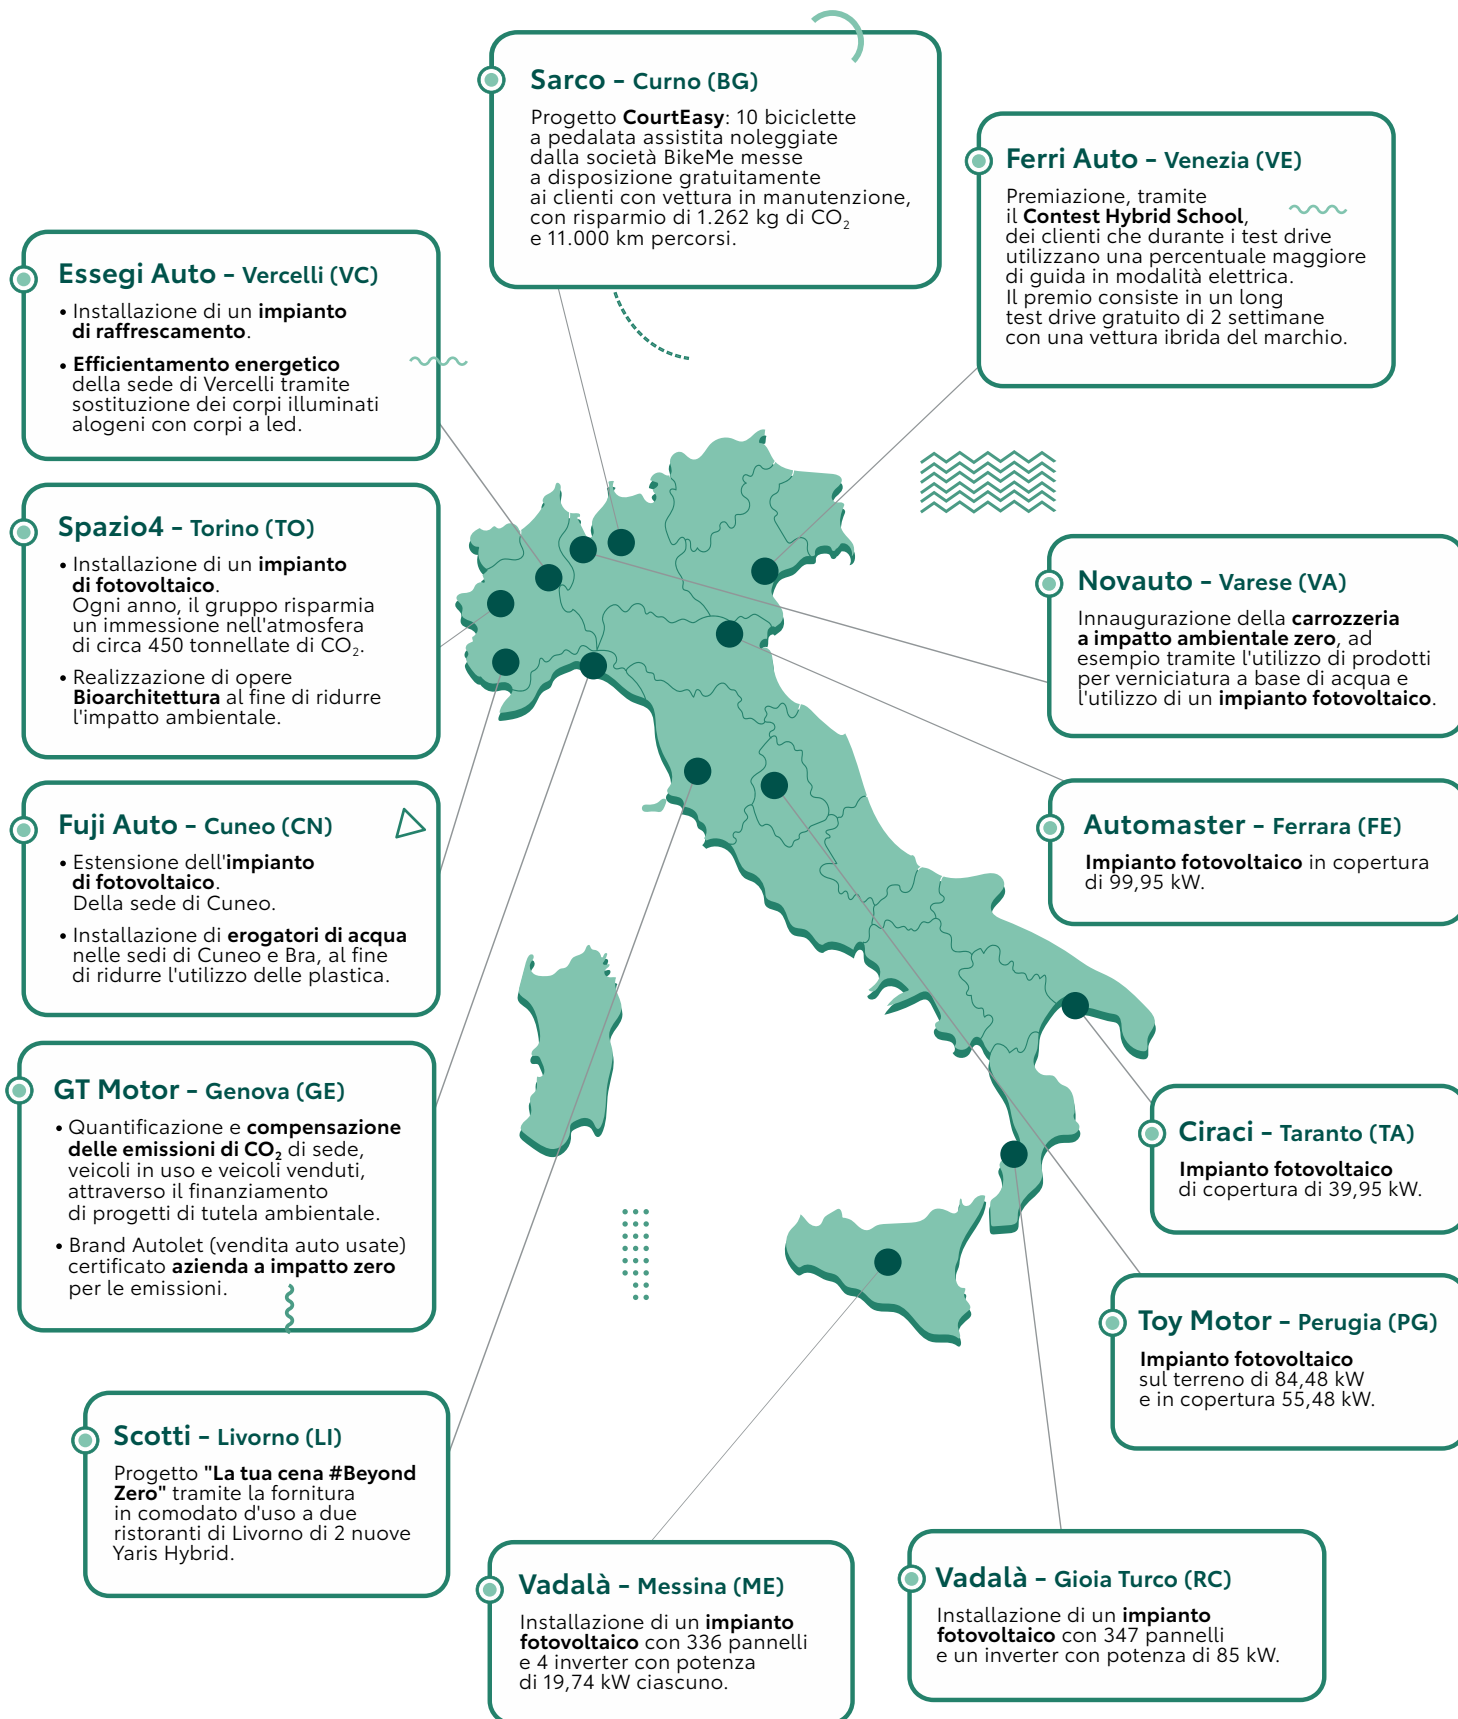 Sarco - Curno (BG)
Progetto CourtEasy: 10 biciclette
a pedalata assistita noleggiate
dalla società BikeMe messe
a disposizione gratuitamente
ai clienti con vettura in manutenzione,
con risparmio di 1.262 kg di CO₂
e 11.000 km percorsi.
Ferri Auto - Venezia (VE)
Premiazione, tramite
il Contest Hybrid School,
dei clienti che durante i test drive
utilizzano una percentuale maggiore
di guida in modalità elettrica.
Il premio consiste in un long
test drive gratuito di 2 settimane
con una vettura ibrida del marchio.
Essegi Auto - Vercelli (VC)
• Installazione di un impianto
di raffrescamento.
• Efficientamento energetico
della sede di Vercelli tramite
sostituzione dei corpi illuminati
alogeni con corpi a led.
Spazio4 - Torino (TO)
• Installazione di un impianto
di fotovoltaico.
Ogni anno, il gruppo risparmia
un immessione nell'atmosfera
di circa 450 tonnellate di CO₂.
• Realizzazione di opere
Bioarchitettura al fine di ridurre
l'impatto ambientale.
Novauto - Varese (VA)
Innaugurazione della carrozzeria
a impatto ambientale zero, ad
esempio tramite l'utilizzo di prodotti
per verniciatura a base di acqua e
l'utilizzo di un impianto fotovoltaico.
Fuji Auto - Cuneo (CN)
• Estensione dell'impianto
di fotovoltaico.
Della sede di Cuneo.
• Installazione di erogatori di acqua
nelle sedi di Cuneo e Bra, al fine
di ridurre l'utilizzo delle plastica.
Automaster - Ferrara (FE)
Impianto fotovoltaico in copertura
di 99,95 kW.
GT Motor - Genova (GE)
• Quantificazione e compensazione
delle emissioni di CO₂ di sede,
veicoli in uso e veicoli venduti,
attraverso il finanziamento
di progetti di tutela ambientale.
• Brand Autolet (vendita auto usate)
certificato azienda a impatto zero
per le emissioni.
Ciraci - Taranto (TA)
Impianto fotovoltaico
di copertura di 39,95 kW.
Toy Motor - Perugia (PG)
Impianto fotovoltaico
sul terreno di 84,48 kW
e in copertura 55,48 kW.
Scotti - Livorno (LI)
Progetto "La tua cena #Beyond
Zero" tramite la fornitura
in comodato d'uso a due
ristoranti di Livorno di 2 nuove
Yaris Hybrid.
Vadalà - Messina (ME)
Installazione di un impianto
fotovoltaico con 336 pannelli
e 4 inverter con potenza
di 19,74 kW ciascuno.
Vadalà - Gioia Turco (RC)
Installazione di un impianto
fotovoltaico con 347 pannelli
e un inverter con potenza di 85 kW.